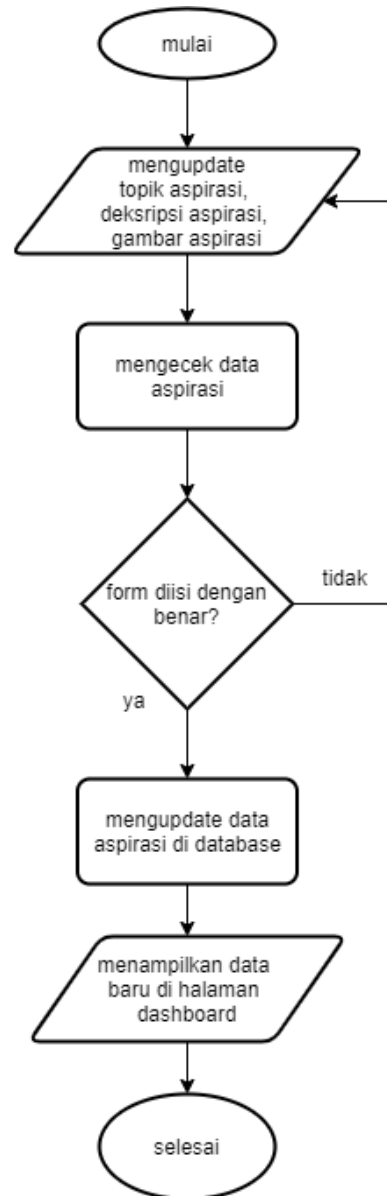 mulai
mengupdate
topik aspirasi,
deksripsi aspirasi,
gambar aspirasi
mengecek data
aspirasi
form diisi dengan
benar?
tidak
ya
mengupdate data
aspirasi di database
menampilkan data
baru di halaman
dashboard
selesai